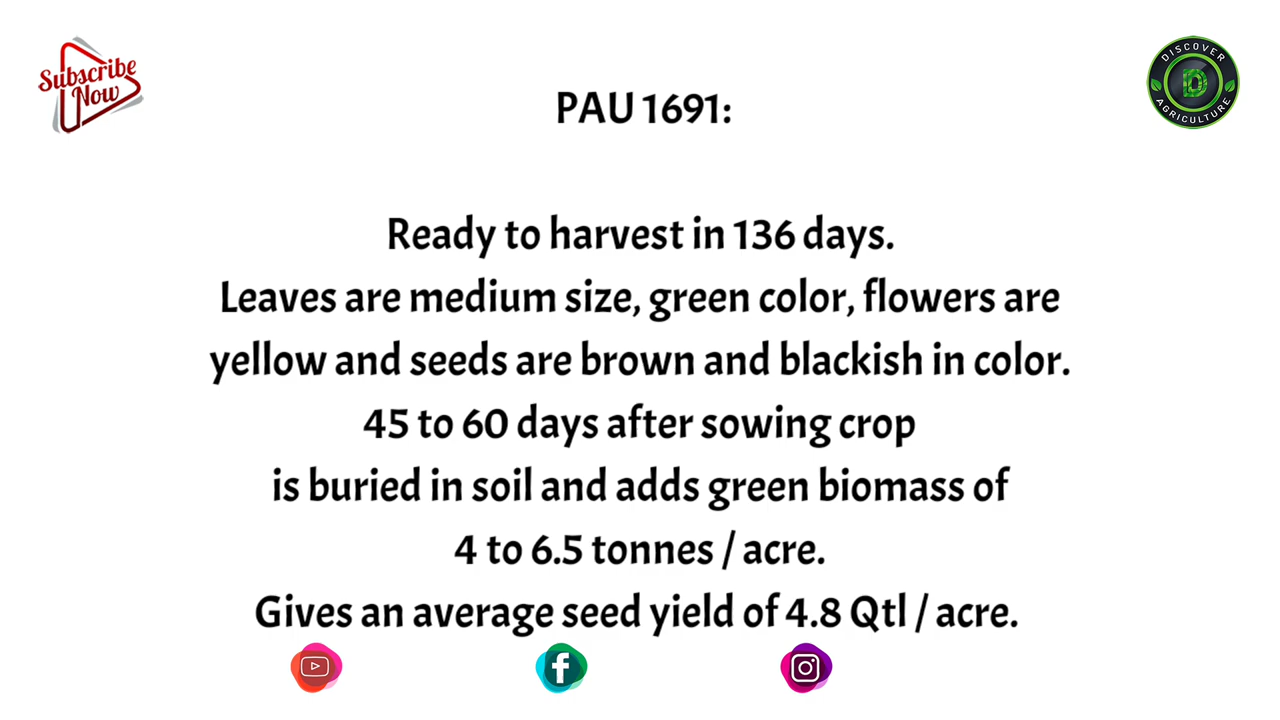 Subscribe
Now
DISCOVER
D
AGRICULTURE
PAU 1691:
Ready to harvest in 136 days.
Leaves are medium size, green color, flowers are
yellow and seeds are brown and blackish in color.
45 to 60 days after sowing crop
is buried in soil and adds green biomass of
4 to 6.5 tonnes / acre.
Gives an average seed yield of 4.8 Qtl / acre.